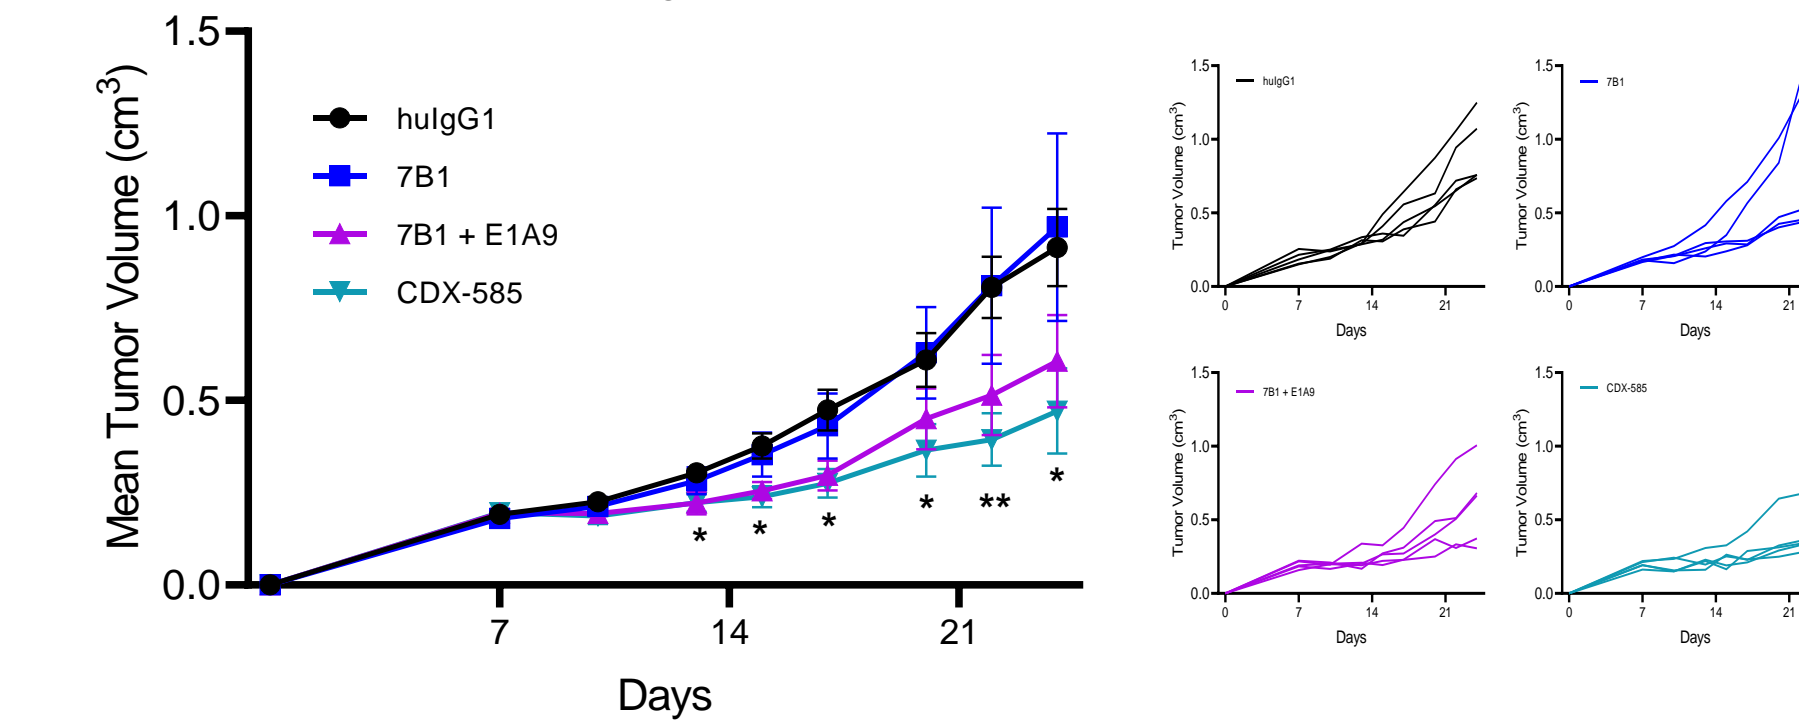 1.5
1.0
0.5
0.0
Mean Tumor Volume (cm³)
huIgG1
7B1
7B1 + E1A9
CDX-585
*
*
*
*
**
*
7
14
21
Days
1.5
1.0
0.5
0.0
Tumor Volume (cm³)
huIgG1
0
7
14
21
Days
1.5
1.0
0.5
0.0
Tumor Volume (cm³)
7B1
0
7
14
21
Days
1.5
1.0
0.5
0.0
Tumor Volume (cm³)
7B1 + E1A9
0
7
14
21
Days
1.5
1.0
0.5
0.0
Tumor Volume (cm³)
CDX-585
0
7
14
21
Days